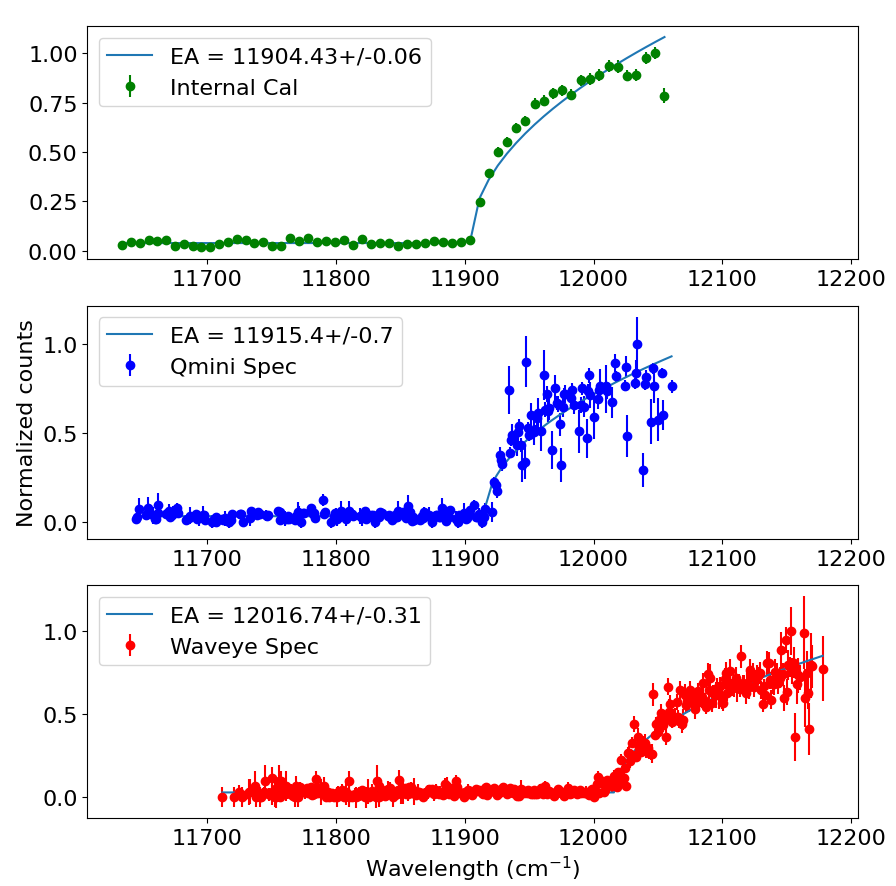 EA = 11904.43+/-0.06
Internal Cal
1.00
0.75
0.50
0.25
0.00
11700 11800 11900 12000 12100 12200
EA = 11915.4+/-0.7
Qmini Spec
1.0
0.5
0.0
11700 11800 11900 12000 12100 12200
Normalized counts
EA = 12016.74+/-0.31
Waveye Spec
1.0
0.5
0.0
11700 11800 11900 12000 12100 12200
Wavelength (cm⁻¹)